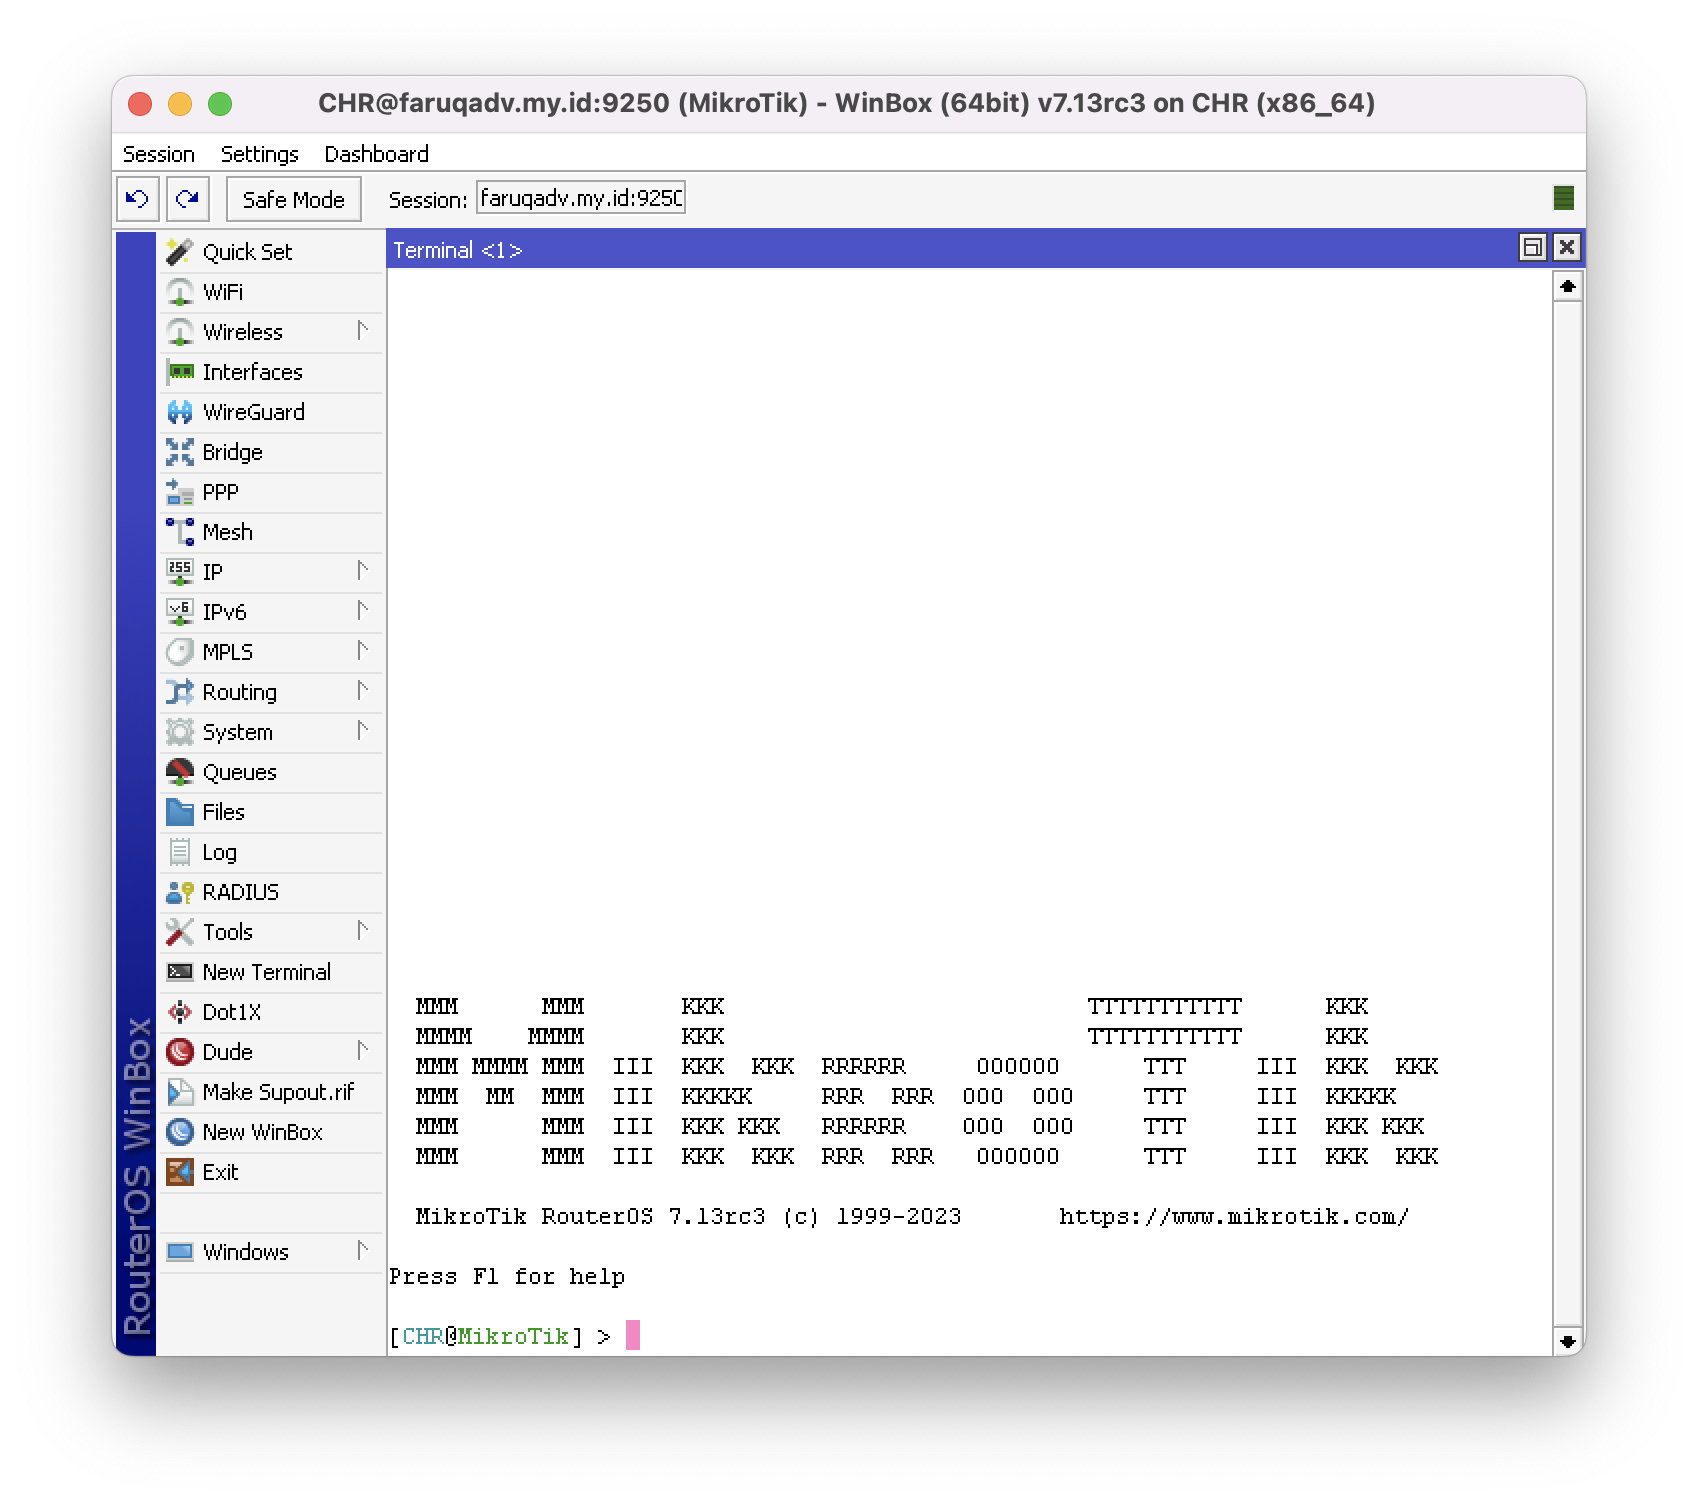 CHR@faruqadv.my.id:9250 (MikroTik) - WinBox (64bit) v7.13rc3 on CHR (x86_64)
Session Settings Dashboard
Safe Mode Session: faruqadv.my.id:9250
RouterOS WinBox
Quick Set
WiFi
Wireless
Interfaces
WireGuard
Bridge
PPP
Mesh
255 IP
v6 IPv6
MPLS
Routing
System
Queues
Files
Log
RADIUS
Tools
New Terminal
Dot1X
Dude
Make Supout.rif
New WinBox
Exit
Windows
Terminal <1>
  MMM      MMM       KKK                          TTTTTTTTTTT      KKK
  MMMM    MMMM       KKK                          TTTTTTTTTTT      KKK
  MMM MMMM MMM  III  KKK  KKK  RRRRRR     OOOOOO      TTT     III  KKK  KKK
  MMM  MM  MMM  III  KKKKK     RRR  RRR  OOO  OOO     TTT     III  KKKKK
  MMM      MMM  III  KKK KKK   RRRRRR    OOO  OOO     TTT     III  KKK KKK
  MMM      MMM  III  KKK  KKK  RRR  RRR   OOOOOO      TTT     III  KKK  KKK
  MikroTik RouterOS 7.13rc3 (c) 1999-2023       https://www.mikrotik.com/
Press F1 for help
[CHR@MikroTik] >